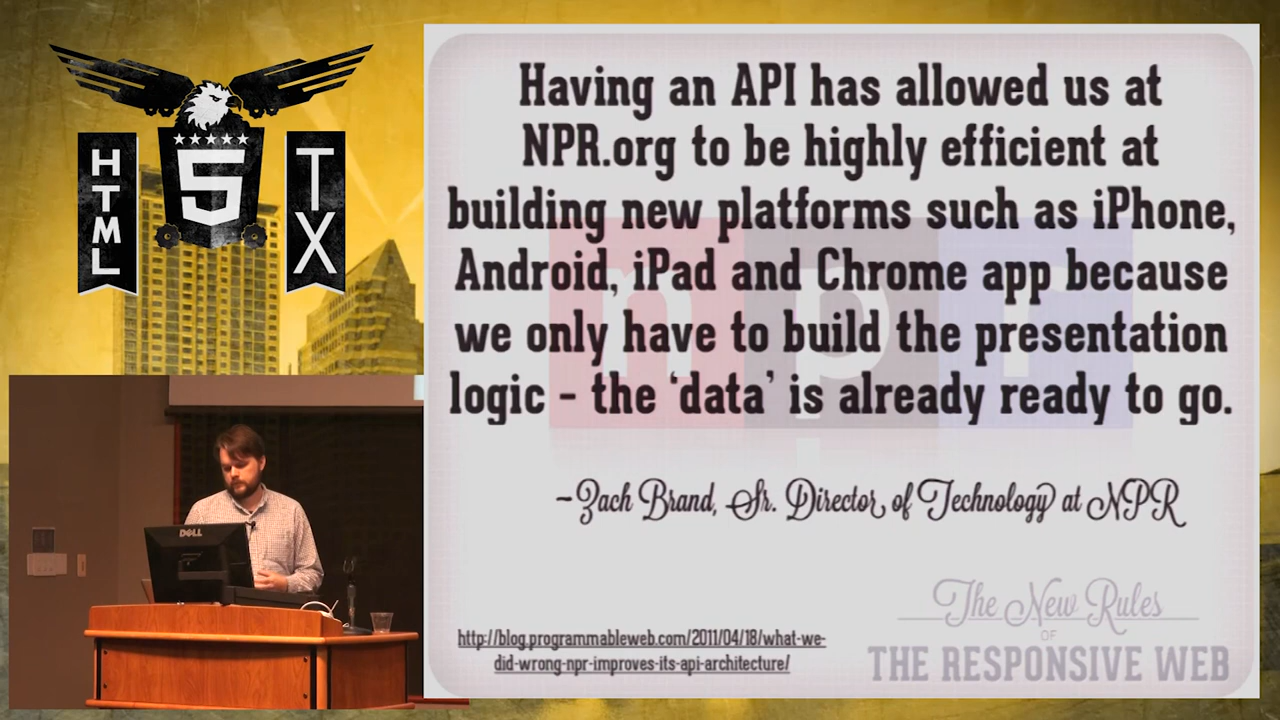 HTML
5
TX
Having an API has allowed us at
NPR.org to be highly efficient at
building new platforms such as iPhone,
Android, iPad and Chrome app because
we only have to build the presentation
logic - the ‘data’ is already ready to go.
n p r
~Zach Brand, Sr. Director, of Technology at NPR
The New Rules
OF
THE RESPONSIVE WEB
http://blog.programmableweb.com/2011/04/18/what-we-
did-wrong-npr-improves-its-api-architecture/
DELL